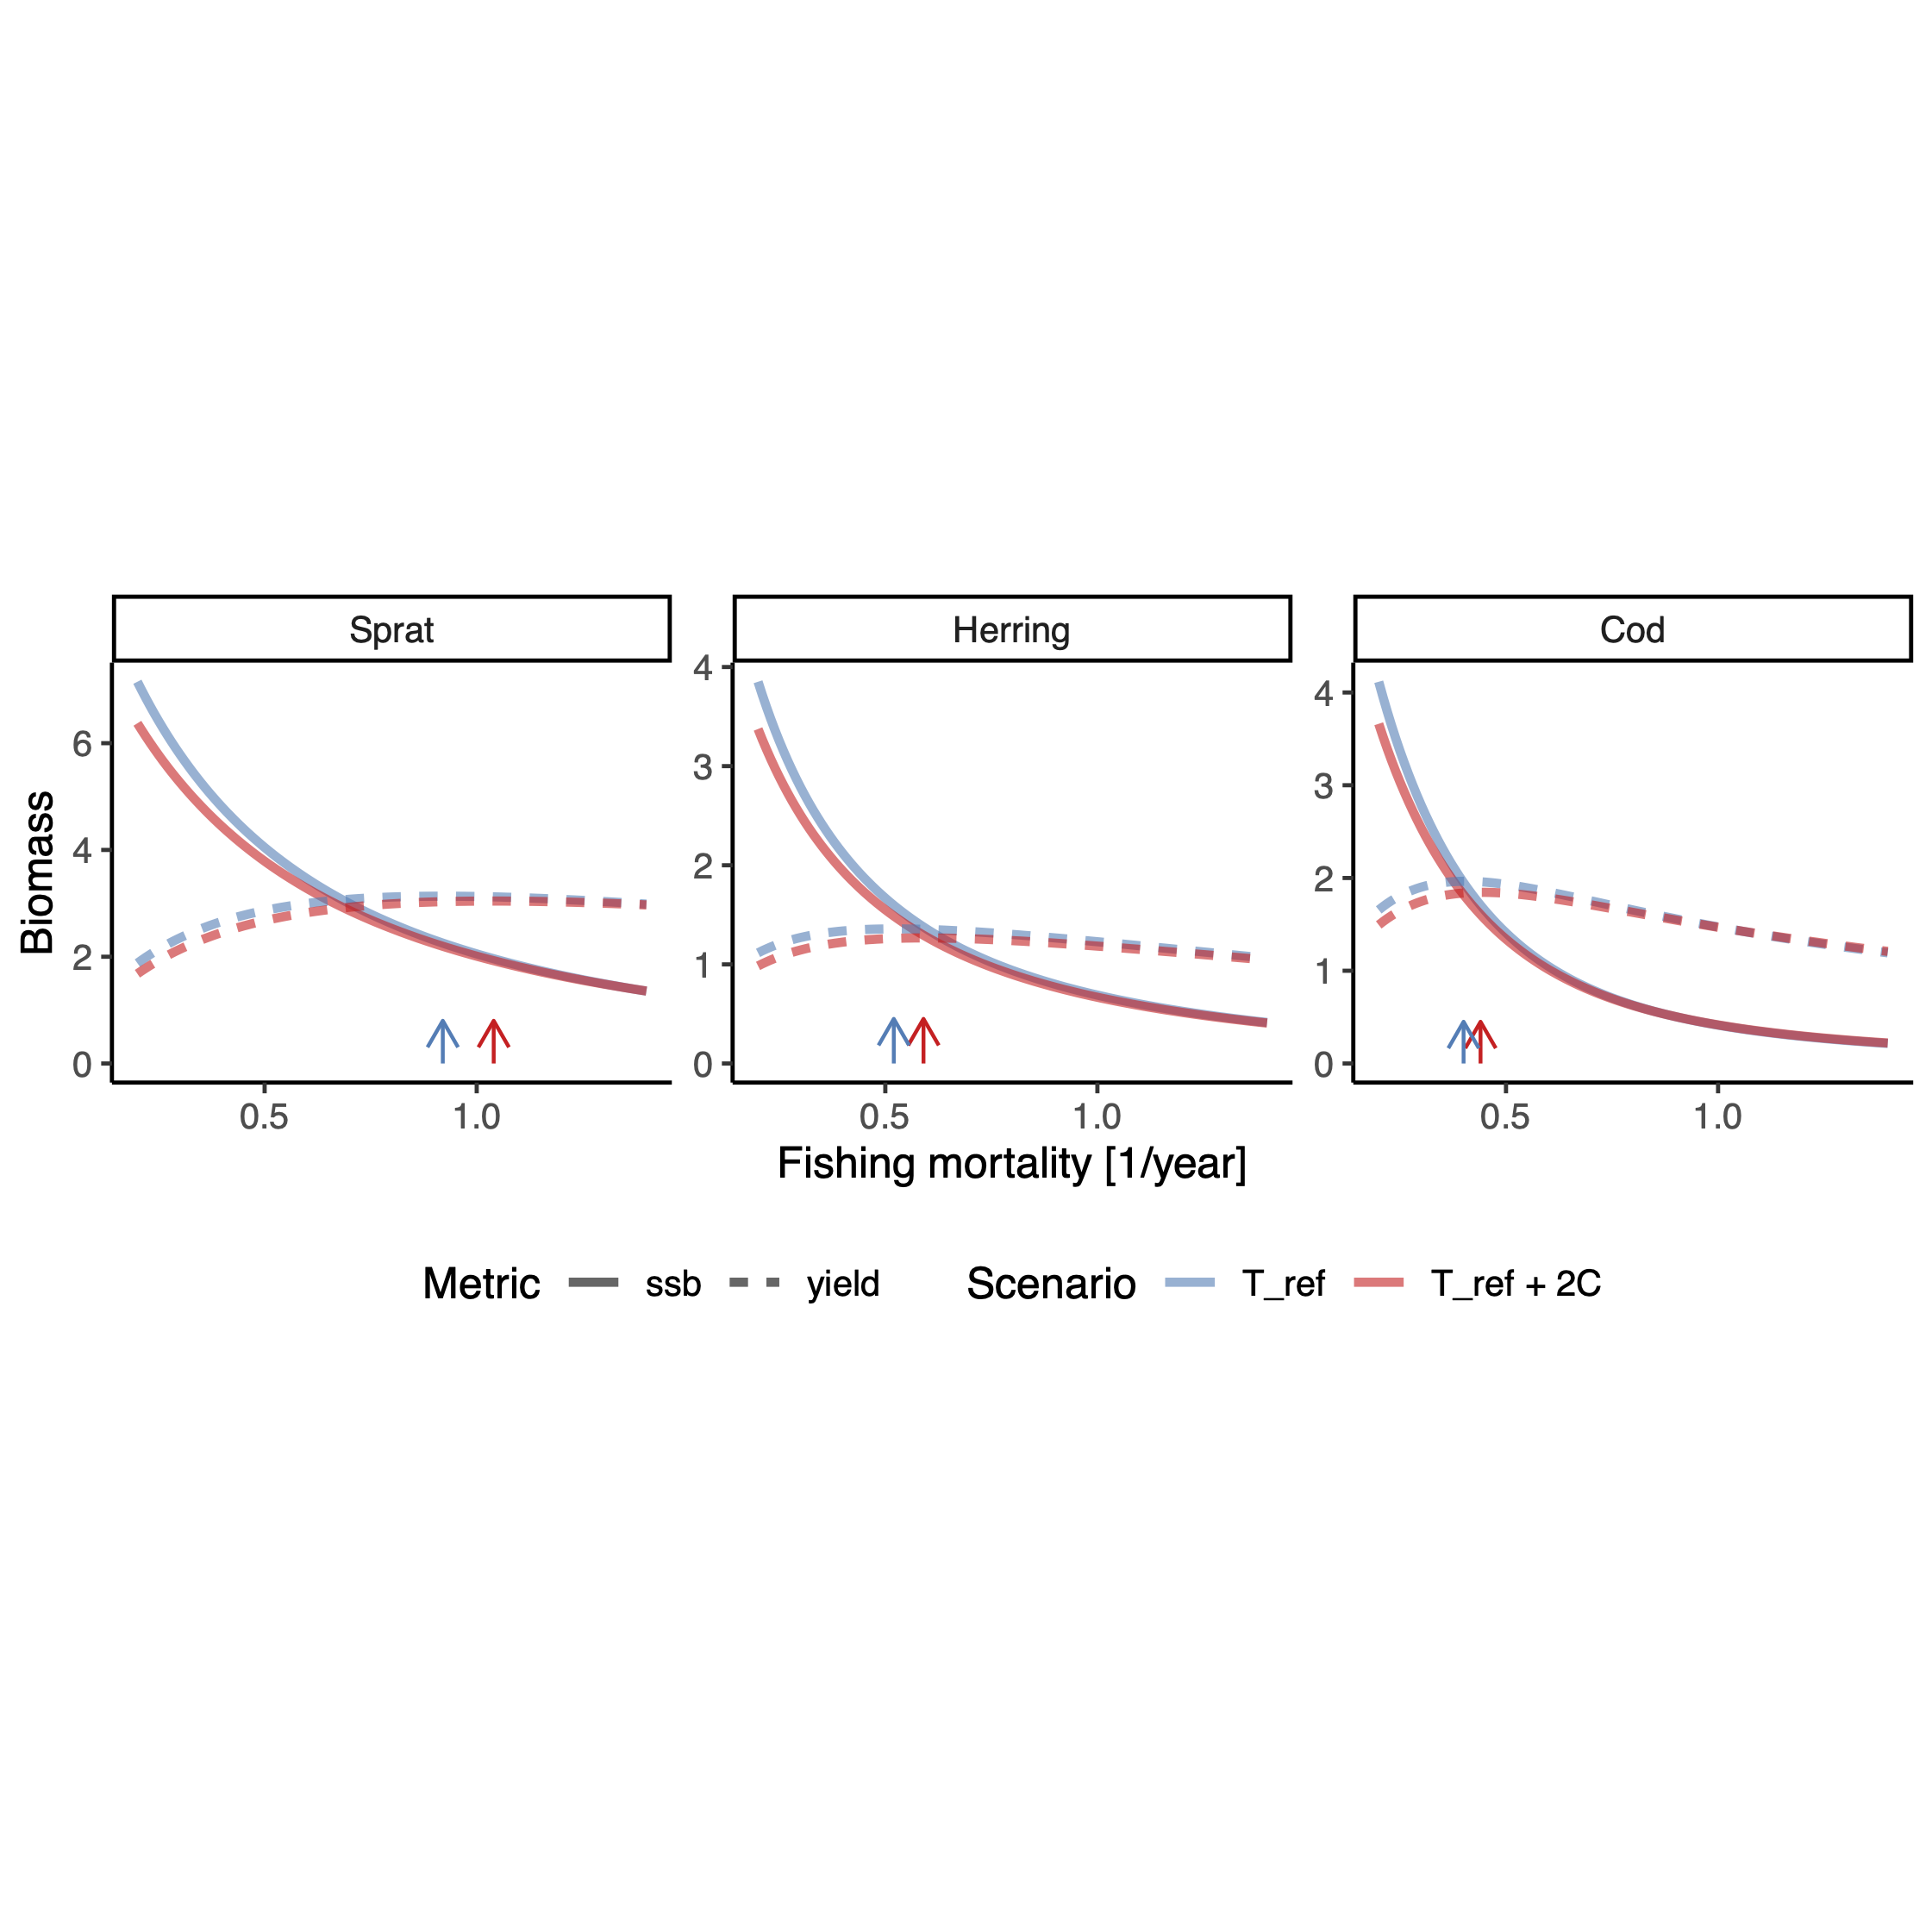 Sprat
Herring
Cod
Biomass
6
4
2
0
4
3
2
1
0
4
3
2
1
0
0.5 1.0
0.5 1.0
0.5 1.0
Fishing mortality [1/year]
Metric ssb yield Scenario T_ref T_ref + 2C